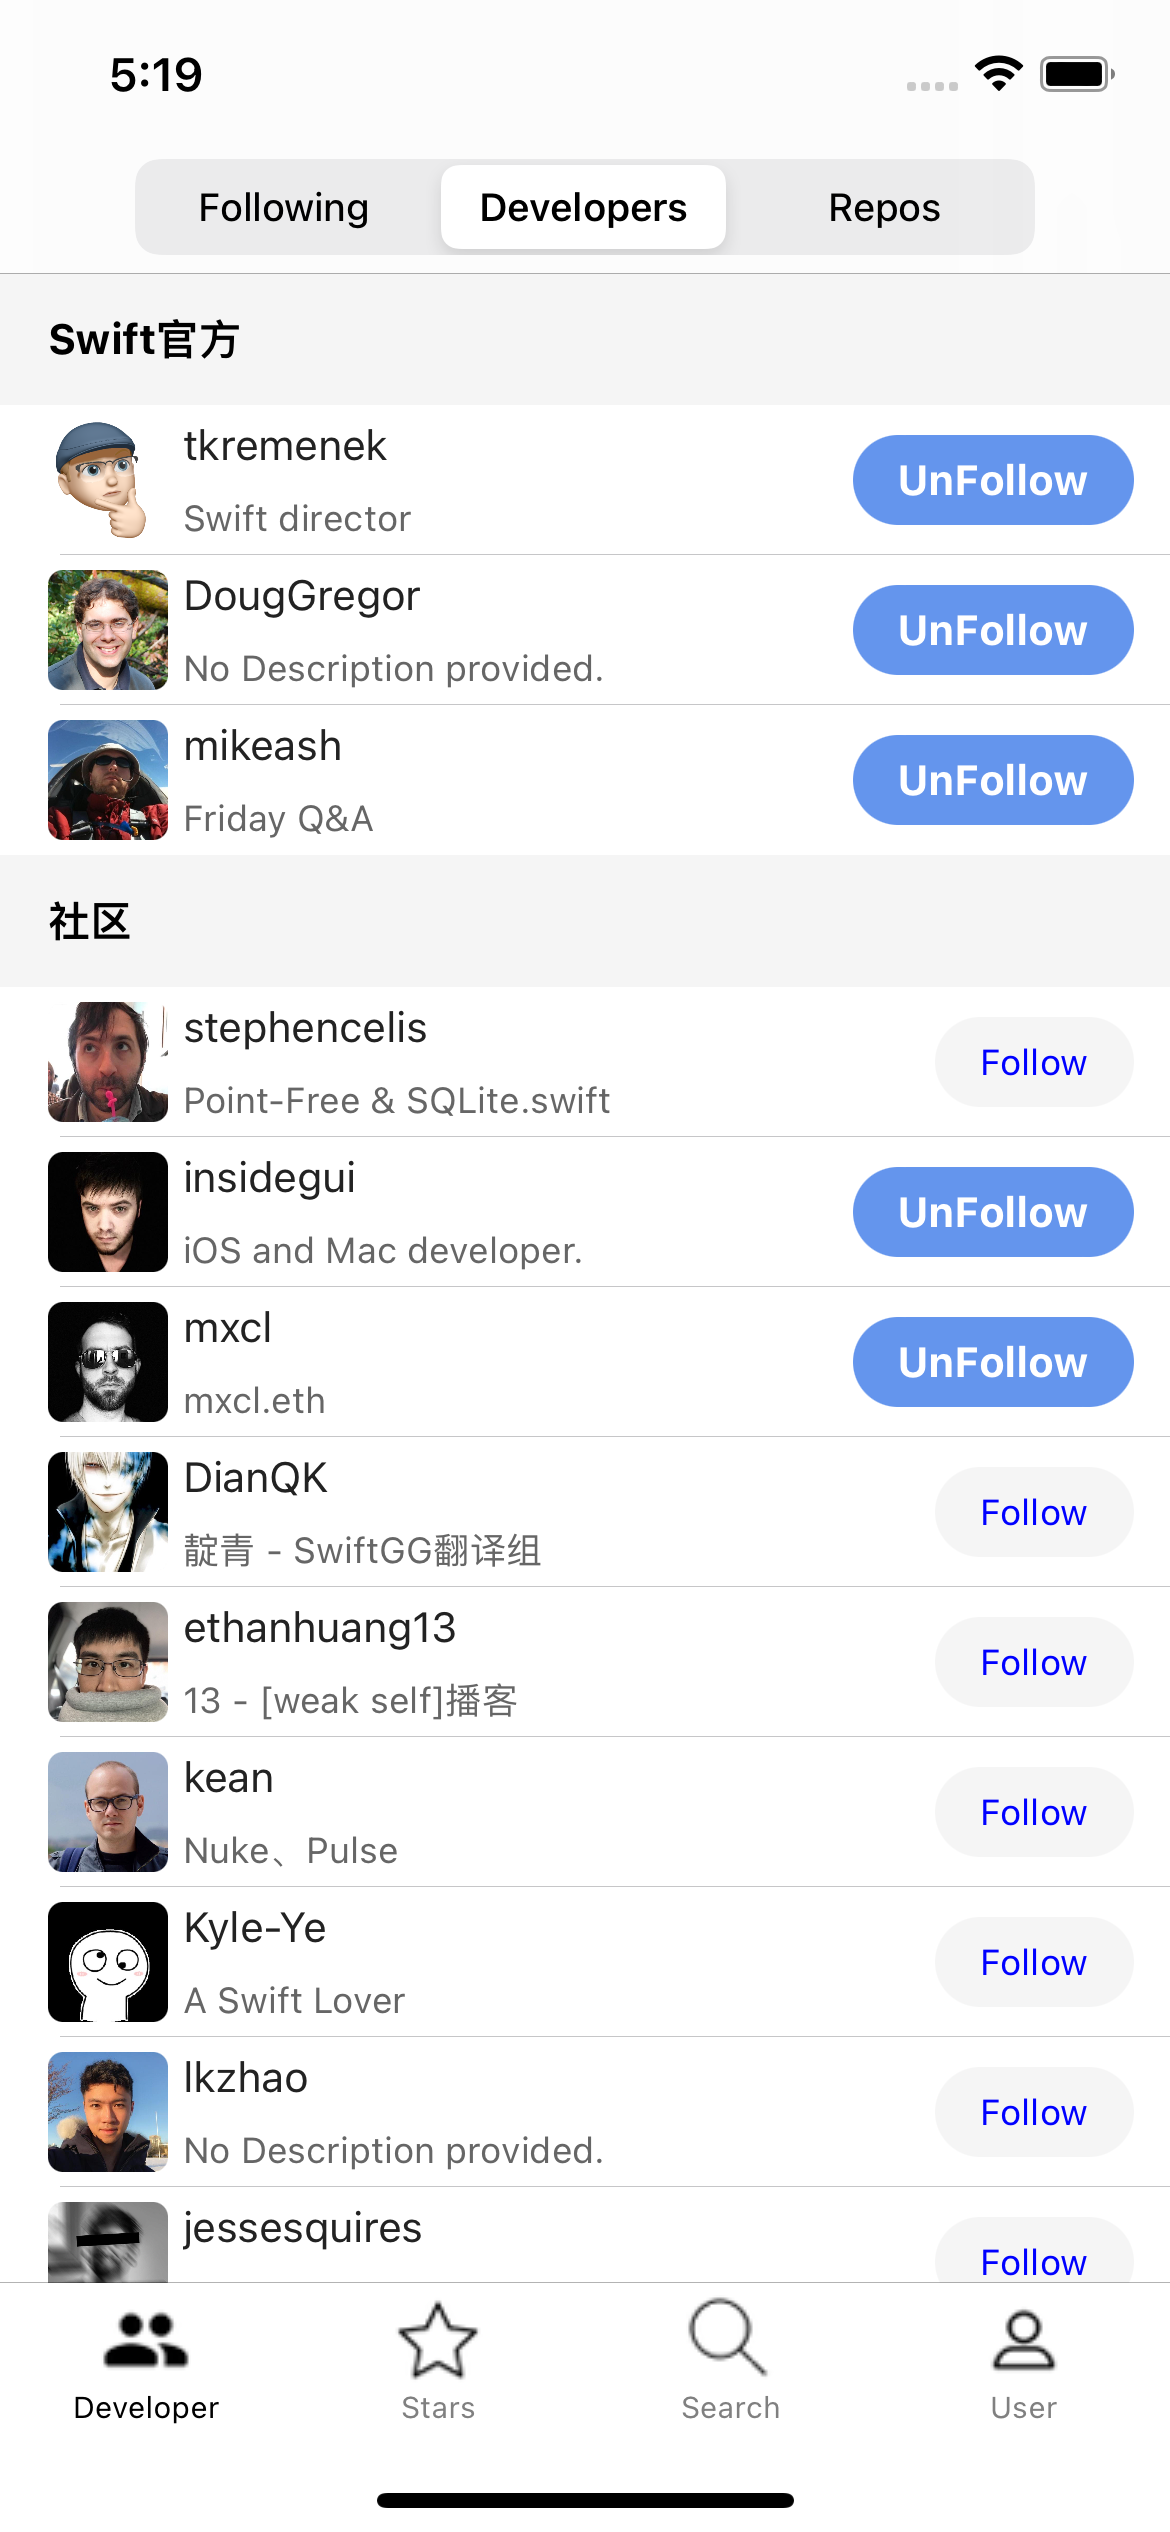 5:19
Following
Developers
Repos
Swift官方
tkremenek
Swift director
UnFollow
DougGregor
No Description provided.
UnFollow
mikeash
Friday Q&A
UnFollow
社区
stephencelis
Point-Free & SQLite.swift
Follow
insidegui
iOS and Mac developer.
UnFollow
mxcl
mxcl.eth
UnFollow
DianQK
靛青 - SwiftGG翻译组
Follow
ethanhuang13
13 - [weak self]播客
Follow
kean
Nuke、Pulse
Follow
Kyle-Ye
A Swift Lover
Follow
lkzhao
No Description provided.
Follow
jessesquires
Follow
Developer
Stars
Search
User